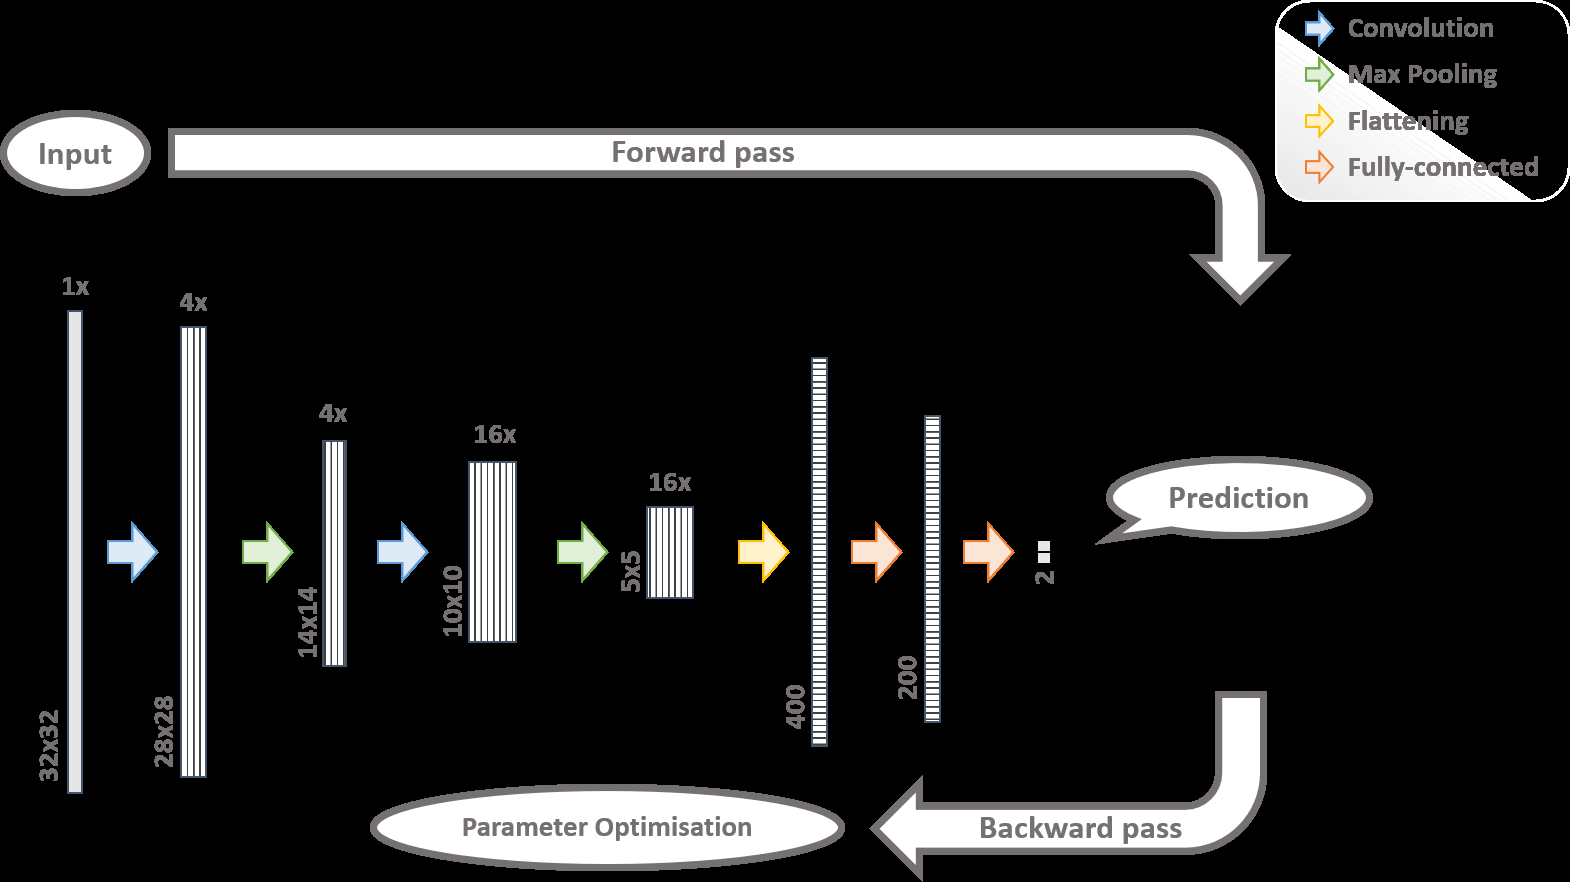 Convolution
Max Pooling
Flattening
Fully-connected
Input
Forward pass
1x
4x
4x
16x
16x
32x32
28x28
14x14
10x10
5x5
400
200
2
Prediction
Parameter Optimisation
Backward pass